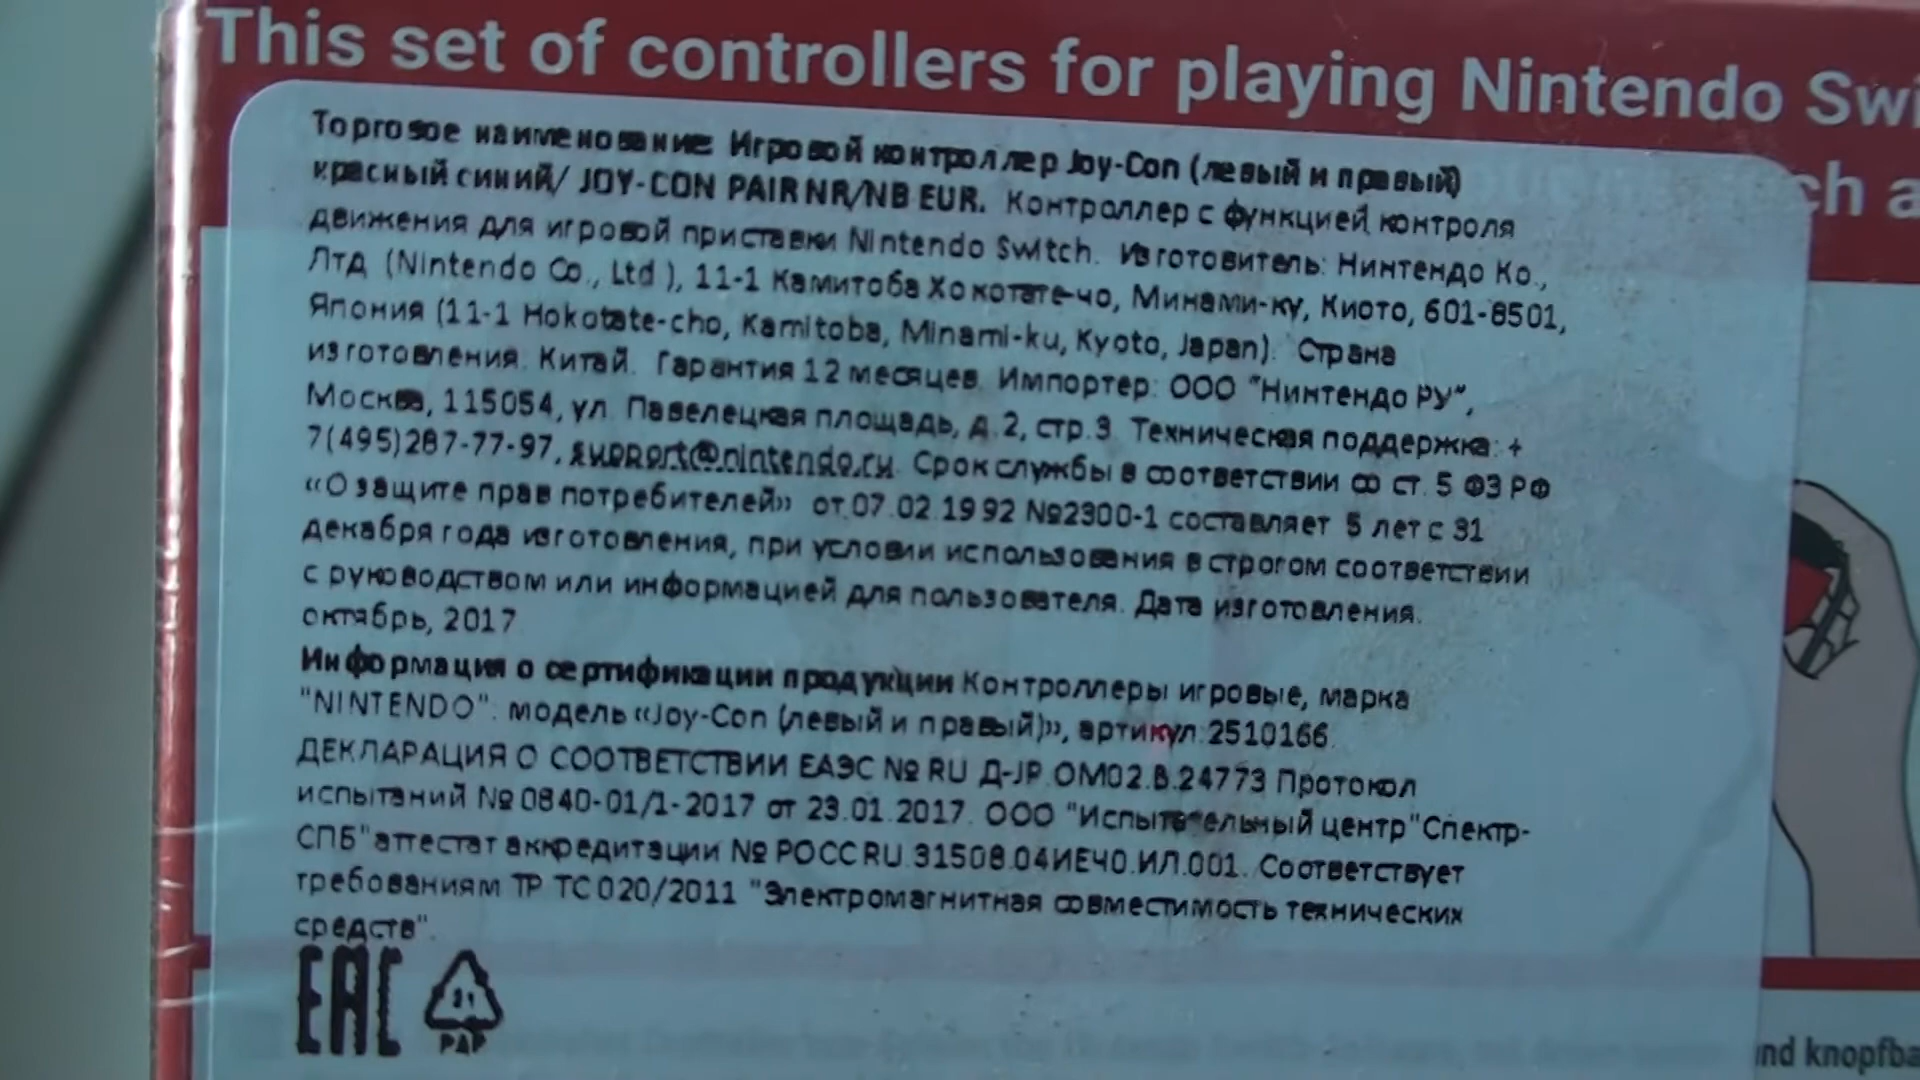 This set of controllers for playing Nintendo Swi
ch a
Торговое наименование: Игровой контроллер Joy-Con (левый и правый)
красный синий/ JOY-CON PAIR NR/NB EUR. Контроллер с функцией контроля
движения для игровой приставки Nintendo Switch. Изготовитель: Нинтендо Ко.,
Лтд (Nintendo Co., Ltd ), 11-1 Камитоба Хокотате-чо, Минами-ку, Киото, 601-8501,
Япония (11-1 Hokotate-cho, Kamitoba, Minami-ku, Kyoto, Japan). Страна
изготовления: Китай. Гарантия 12 месяцев. Импортер: ООО "Нинтендо РУ",
Москва, 115054, ул. Павелецкая площадь, д.2, стр.3. Техническая поддержка: +
7(495)287-77-97, support@nintendo.ru. Срок службы в соответствии со ст. 5 ФЗ РФ
«О защите прав потребителей» от 07.02.1992 №2300-1 составляет 5 лет с 31
декабря года изготовления, при условии использования в строгом соответствии
с руководством или информацией для пользователя. Дата изготовления:
октябрь, 2017
Информация о сертификации продукции Контроллеры игровые, марка
"NINTENDO": модель «Joy-Con (левый и правый)», артикул:2510166.
ДЕКЛАРАЦИЯ О СООТВЕТСТВИИ ЕАЭС № RU Д-JP.ОМ02.В.24773 Протокол
испытаний № 0840-01/1-2017 от 23.01.2017. ООО "Испытательный центр"Спектр-
СПБ" аттестат аккредитации № РОСС RU.31508.04ИЕЧ0.ИЛ.001. Соответствует
требованиям ТР ТС 020/2011 "Электромагнитная совместимость технических
средств".
EAC
21
PAP
nd knopfba